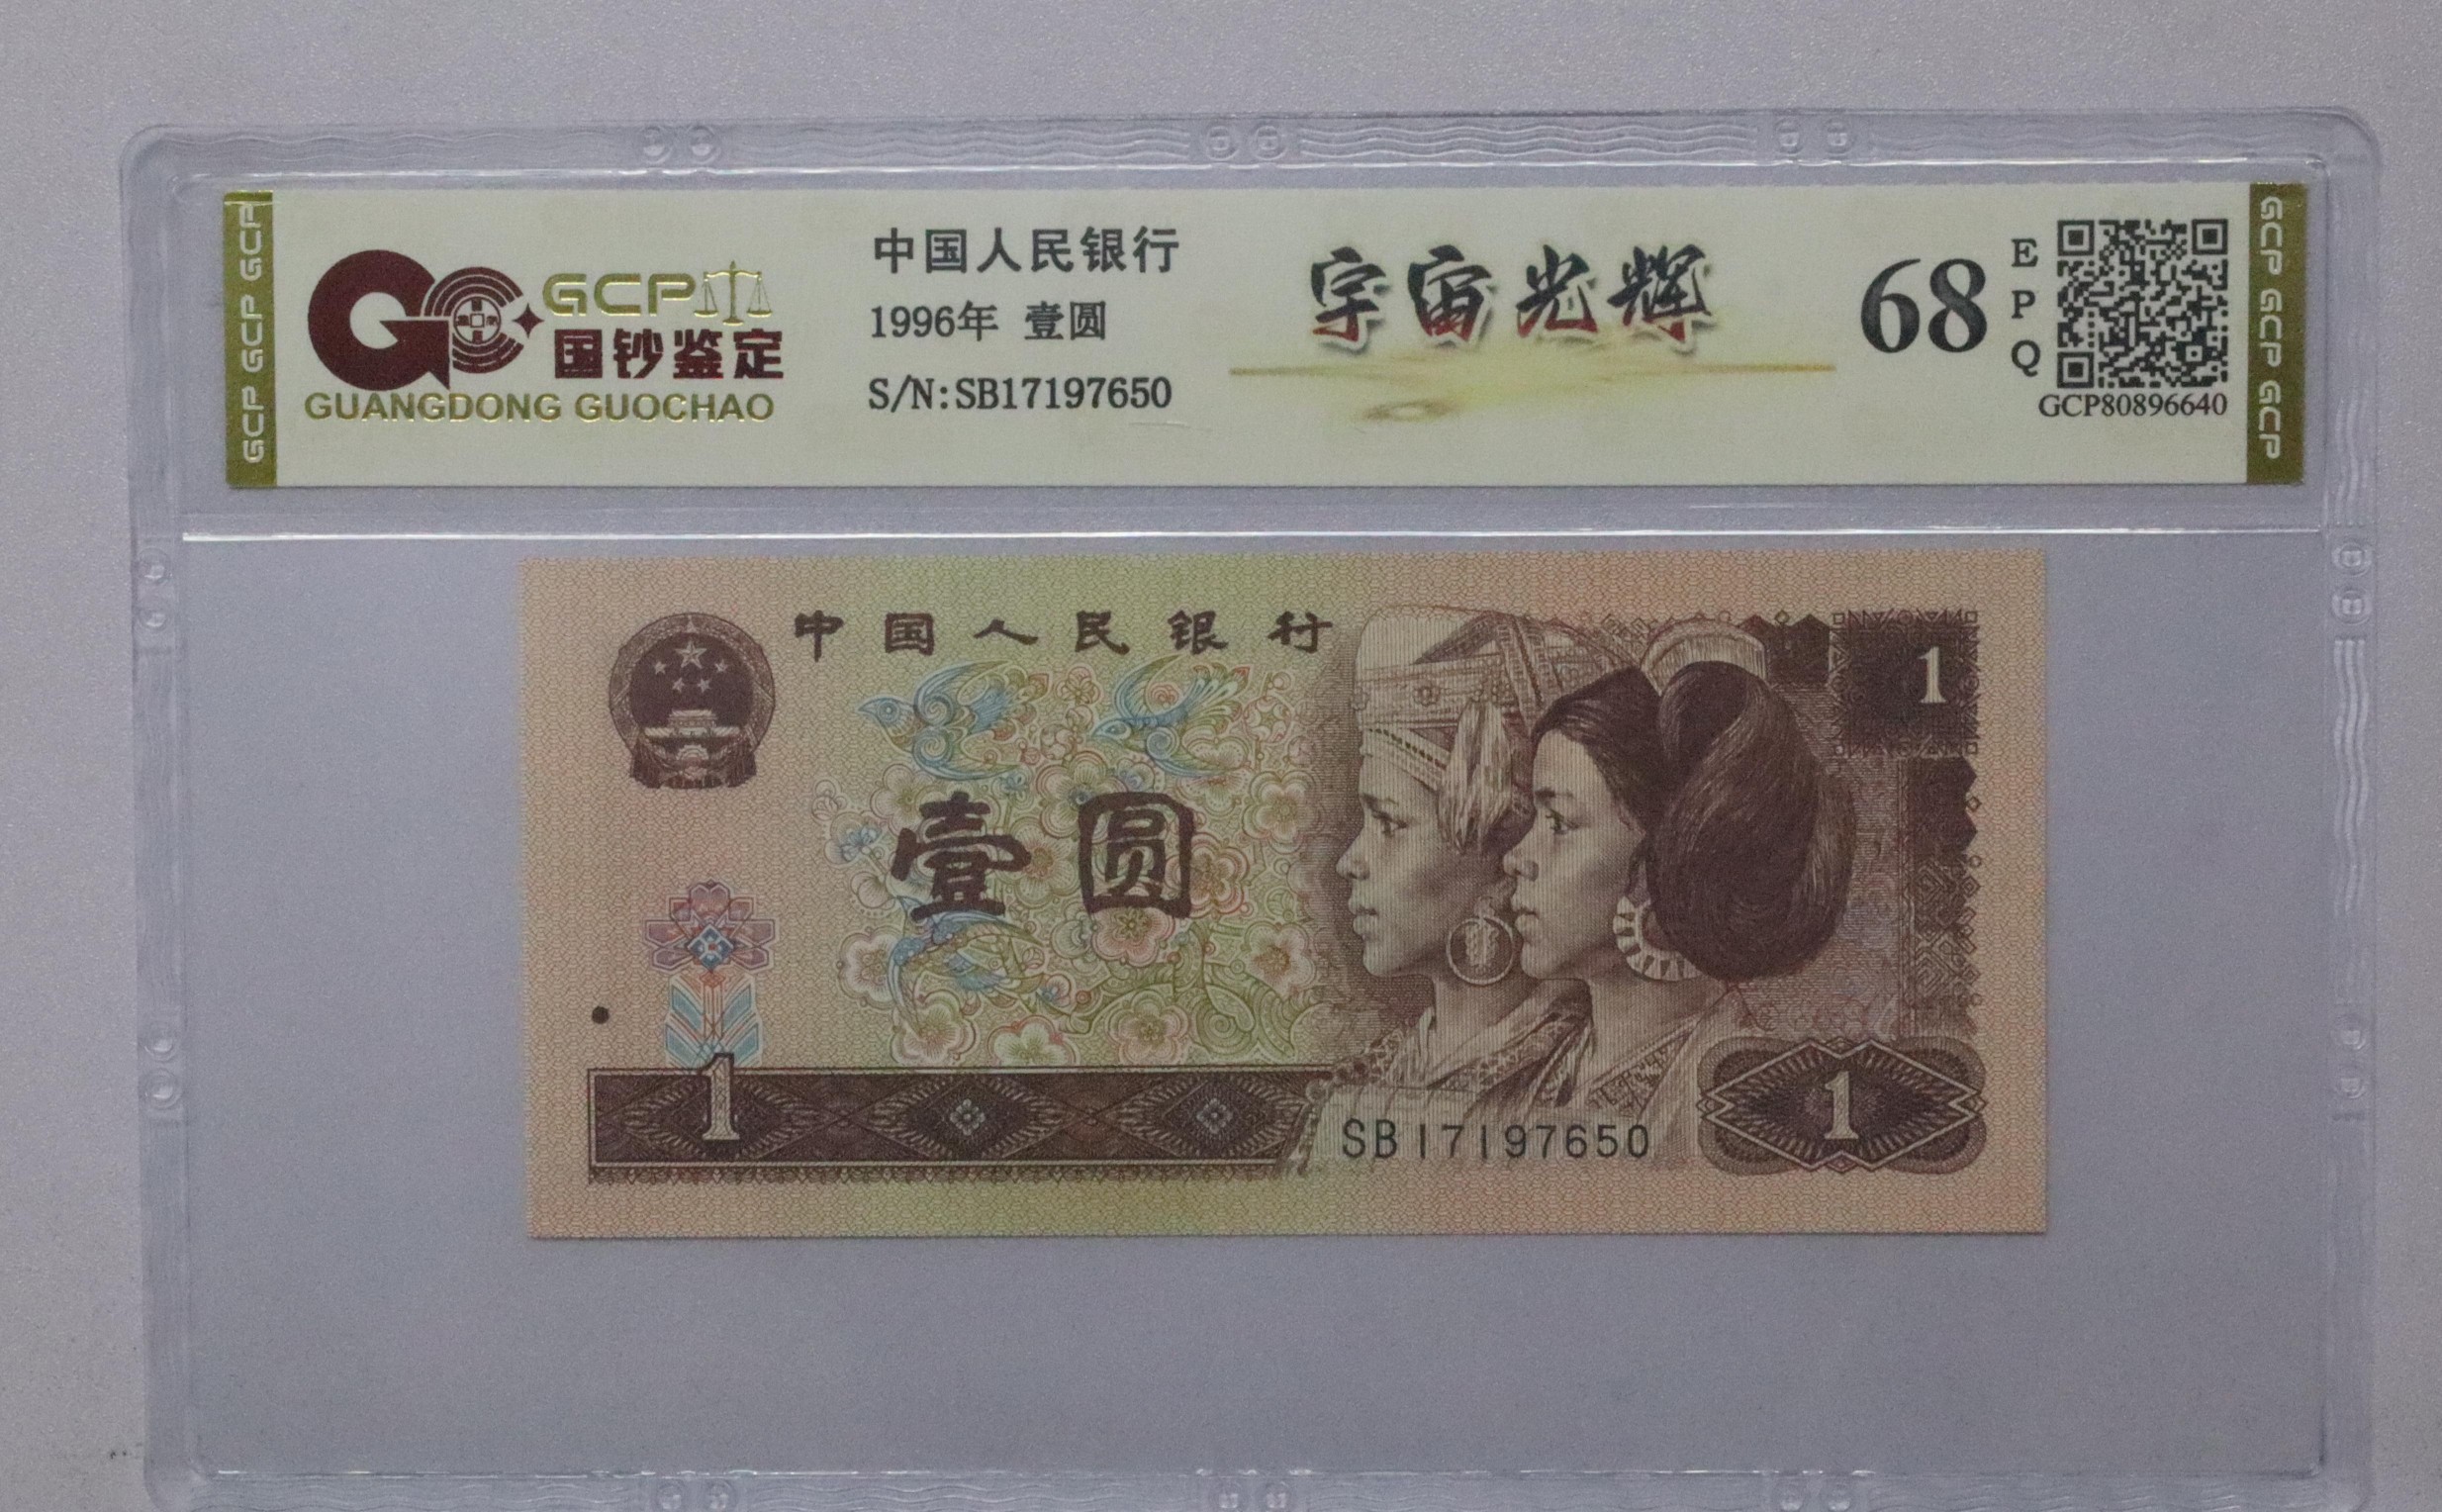 GCP GCP GCP
GCP
国钞鉴定
GUANGDONG GUOCHAO
中国人民银行
1996年 壹圆
S/N:SB17197650
宇宙光辉
68
E
P
Q
GCP80896640
GCP GCP GCP
中国人民银行
1
壹圆
1
SB17197650
1